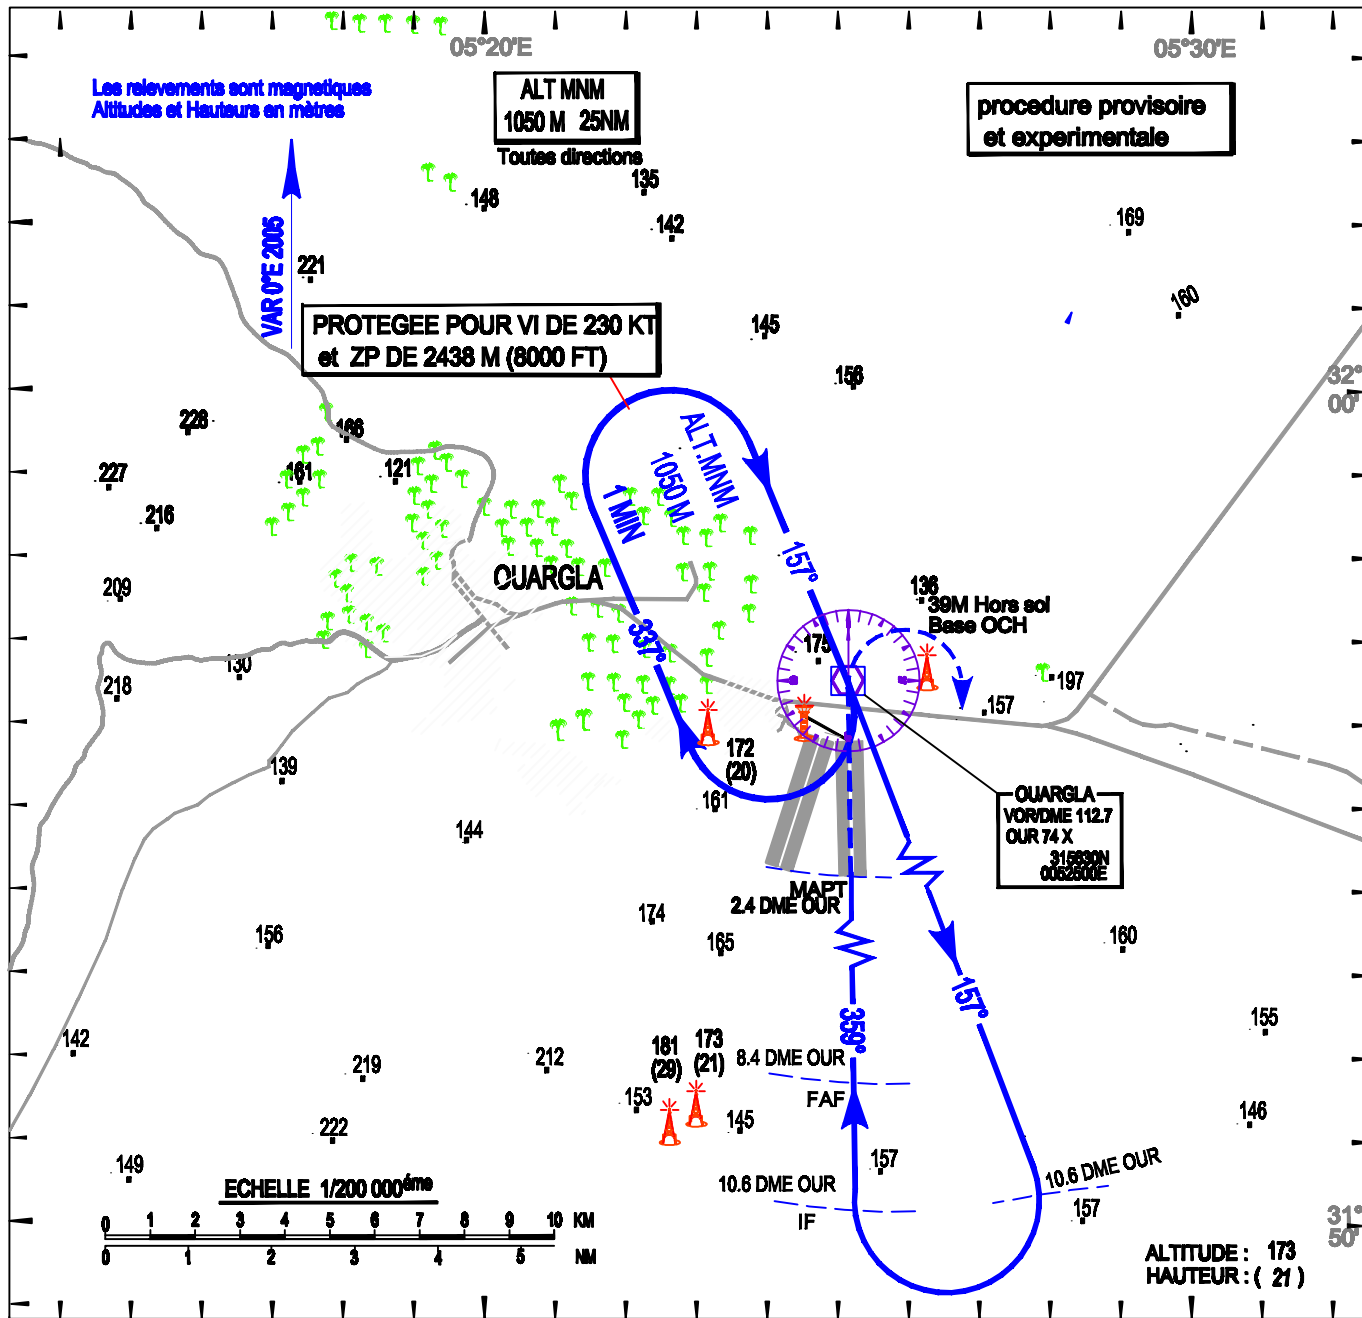 05°20'E
05°30'E
Les relevements sont magnetiques
Altitudes et Hauteurs en mètres
ALT MNM
1050 M 25NM
Toutes directions
procedure provisoire
et experimentale
135
148
142
169
VAR 0°E 2005
221
160
PROTEGEE POUR VI DE 230 KT
et ZP DE 2438 M (8000 FT)
145
156
32°
00'
228
168
ALT.MNM
1050 M
1 MIN
227
161
121
216
157°
OUARGLA
209
136
39M Hors sol
Base OCH
337°
175
130
218
197
157
172
(20)
139
161
OUARGLA
VOR/DME 112.7
OUR 74 X
315630N
0052500E
144
MAPT
2.4 DME OUR
174
156
165
160
157°
359°
155
142
181
(29)
173
(21)
8.4 DME OUR
219
212
FAF
153
145
146
222
157
149
10.6 DME OUR
10.6 DME OUR
IF
157
31°
50'
ECHELLE 1/200 000éme
0 1 2 3 4 5 6 7 8 9 10 KM
0 1 2 3 4 5 NM
ALTITUDE : 173
HAUTEUR : ( 21 )